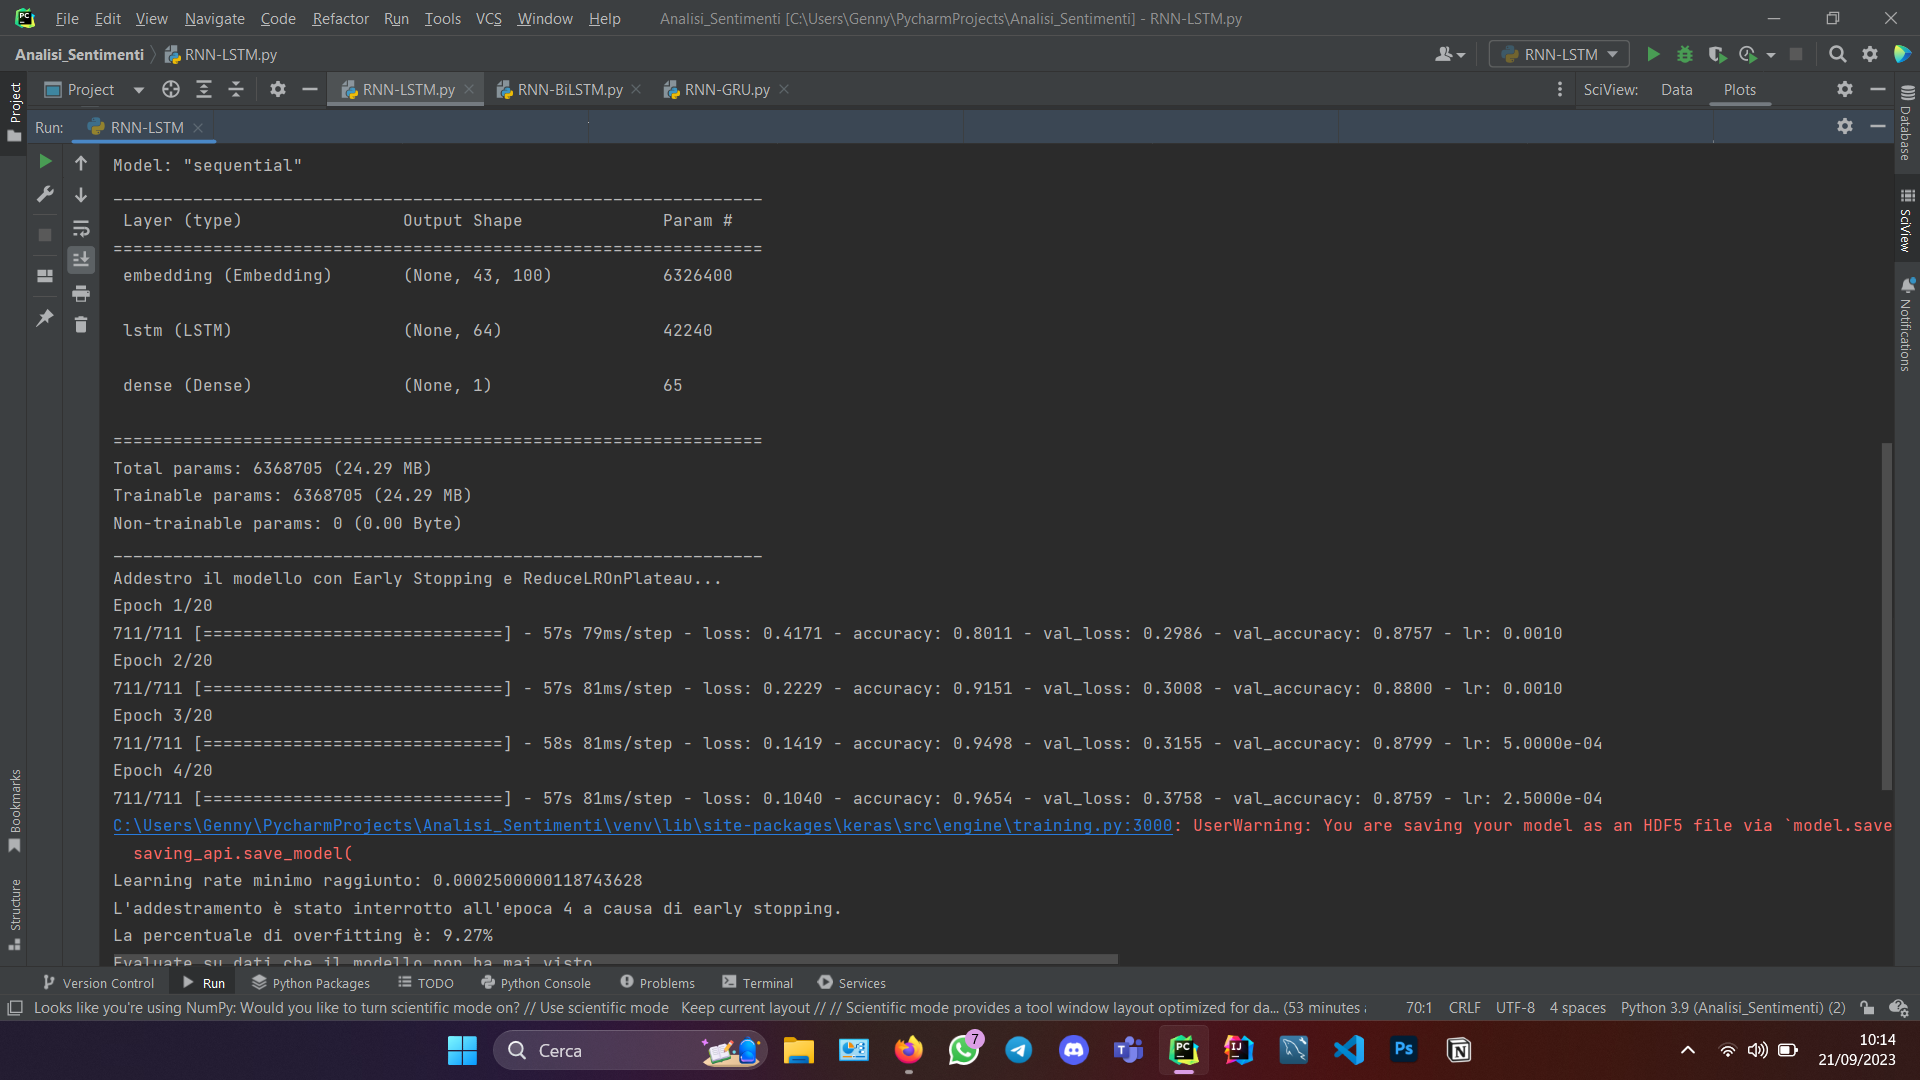 File Edit View Navigate Code Refactor Run Tools VCS Window Help Analisi_Sentimenti [C:\Users\Genny\PycharmProjects\Analisi_Sentimenti] - RNN-LSTM.py
Analisi_Sentimenti RNN-LSTM.py RNN-LSTM
Project RNN-LSTM.py RNN-BiLSTM.py RNN-GRU.py SciView: Data Plots
Run: RNN-LSTM
Project
Bookmarks
Structure
Database
SciView
Notifications
Model: "sequential"
_________________________________________________________________
Layer (type) Output Shape Param #
=================================================================
embedding (Embedding) (None, 43, 100) 6326400
lstm (LSTM) (None, 64) 42240
dense (Dense) (None, 1) 65
=================================================================
Total params: 6368705 (24.29 MB)
Trainable params: 6368705 (24.29 MB)
Non-trainable params: 0 (0.00 Byte)
_________________________________________________________________
Addestro il modello con Early Stopping e ReduceLROnPlateau...
Epoch 1/20
711/711 [==============================] - 57s 79ms/step - loss: 0.4171 - accuracy: 0.8011 - val_loss: 0.2986 - val_accuracy: 0.8757 - lr: 0.0010
Epoch 2/20
711/711 [==============================] - 57s 81ms/step - loss: 0.2229 - accuracy: 0.9151 - val_loss: 0.3008 - val_accuracy: 0.8800 - lr: 0.0010
Epoch 3/20
711/711 [==============================] - 58s 81ms/step - loss: 0.1419 - accuracy: 0.9498 - val_loss: 0.3155 - val_accuracy: 0.8799 - lr: 5.0000e-04
Epoch 4/20
711/711 [==============================] - 57s 81ms/step - loss: 0.1040 - accuracy: 0.9654 - val_loss: 0.3758 - val_accuracy: 0.8759 - lr: 2.5000e-04
C:\Users\Genny\PycharmProjects\Analisi_Sentimenti\venv\lib\site-packages\keras\src\engine\training.py:3000: UserWarning: You are saving your model as an HDF5 file via `model.save
saving_api.save_model(
Learning rate minimo raggiunto: 0.0002500000118743628
L'addestramento è stato interrotto all'epoca 4 a causa di early stopping.
La percentuale di overfitting è: 9.27%
Evaluate su dati che il modello non ha mai visto
Version Control Run Python Packages TODO Python Console Problems Terminal Services
Looks like you're using NumPy: Would you like to turn scientific mode on? // Use scientific mode Keep current layout // // Scientific mode provides a tool window layout optimized for da... (53 minutes 70:1 CRLF UTF-8 4 spaces Python 3.9 (Analisi_Sentimenti) (2)
Cerca 7 10:14
21/09/2023